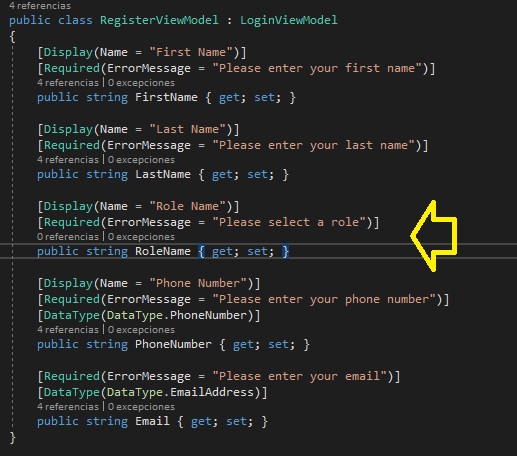 4 referencias
public class RegisterViewModel : LoginViewModel
{
[Display(Name = "First Name")]
[Required(ErrorMessage = "Please enter your first name")]
4 referencias | 0 excepciones
public string FirstName { get; set; }
[Display(Name = "Last Name")]
[Required(ErrorMessage = "Please enter your last name")]
4 referencias | 0 excepciones
public string LastName { get; set; }
[Display(Name = "Role Name")]
[Required(ErrorMessage = "Please select a role")]
0 referencias | 0 excepciones
public string RoleName { get; set; }
[Display(Name = "Phone Number")]
[Required(ErrorMessage = "Please enter your phone number")]
[DataType(DataType.PhoneNumber)]
4 referencias | 0 excepciones
public string PhoneNumber { get; set; }
[Required(ErrorMessage = "Please enter your email")]
[DataType(DataType.EmailAddress)]
4 referencias | 0 excepciones
public string Email { get; set; }
}